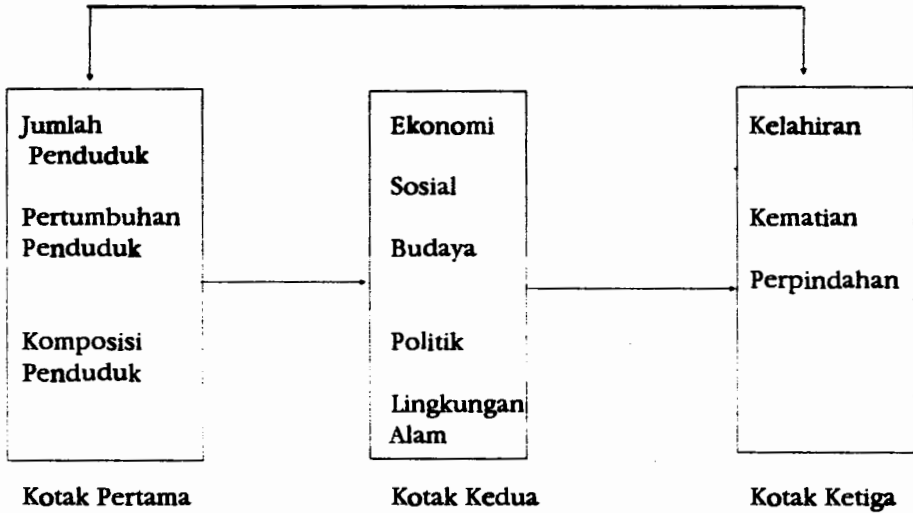 Jumlah
Penduduk
Pertumbuhan
Penduduk
Komposisi
Penduduk
Kotak Pertama
Ekonomi
Sosial
Budaya
Politik
Lingkungan
Alam
Kotak Kedua
Kelahiran
Kematian
Perpindahan
Kotak Ketiga